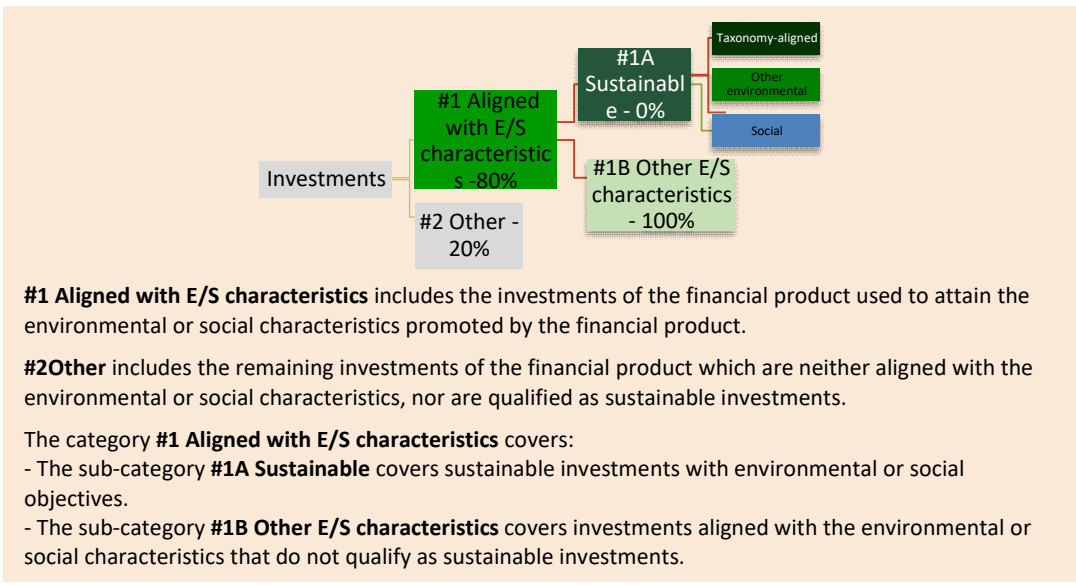 Investments
#1 Aligned
with E/S
characteristic
s -80%
#2 Other -
20%
#1A
Sustainabl
e - 0%
#1B Other E/S
characteristics
- 100%
Taxonomy-aligned
Other
environmental
Social
#1 Aligned with E/S characteristics includes the investments of the financial product used to attain the
environmental or social characteristics promoted by the financial product.
#2Other includes the remaining investments of the financial product which are neither aligned with the
environmental or social characteristics, nor are qualified as sustainable investments.
The category #1 Aligned with E/S characteristics covers:
- The sub-category #1A Sustainable covers sustainable investments with environmental or social
objectives.
- The sub-category #1B Other E/S characteristics covers investments aligned with the environmental or
social characteristics that do not qualify as sustainable investments.